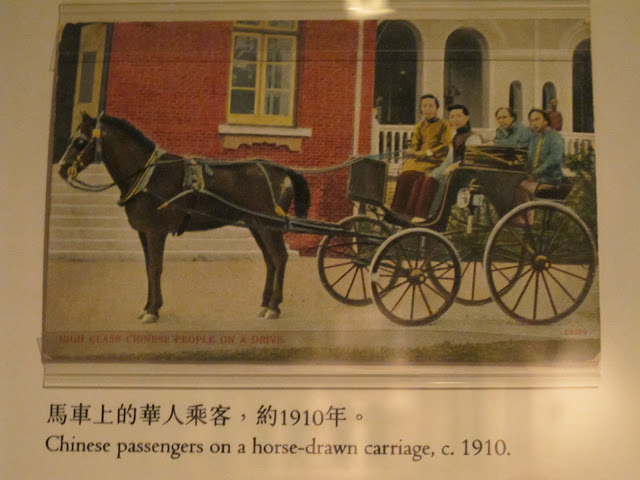 HIGH CLASS CHINESE PEOPLE ON A DRIVE.
馬車上的華人乘客，約1910年。
Chinese passengers on a horse-drawn carriage, c. 1910.